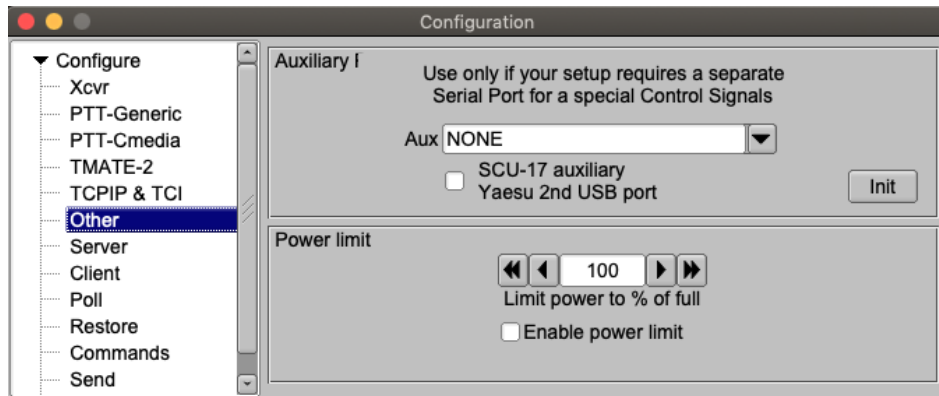 Configuration
Configure
Xcvr
PTT-Generic
PTT-Cmedia
TMATE-2
TCPIP & TCI
Other
Server
Client
Poll
Restore
Commands
Send
Auxiliary
Use only if your setup requires a separate
Serial Port for a special Control Signals
Aux NONE
SCU-17 auxiliary
Yaesu 2nd USB port
Init
Power limit
100
Limit power to % of full
Enable power limit